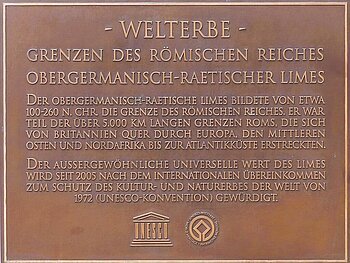 - WELTERBE -
GRENZEN DES RÖMISCHEN REICHES
OBERGERMANISCH-RAETISCHER LIMES
DER OBERGERMANISCH-RAETISCHE LIMES BILDETE VON ETWA
100-260 N. CHR. DIE GRENZE DES RÖMISCHEN REICHES. ER WAR
TEIL DER ÜBER 5.000 KM LANGEN GRENZEN ROMS, DIE SICH
VON BRITANNIEN QUER DURCH EUROPA, DEN MITTLEREN
OSTEN UND NORDAFRIKA BIS ZUR ATLANTIKKÜSTE ERSTRECKTEN.
DER AUSSERGEWÖHNLICHE UNIVERSELLE WERT DES LIMES
WIRD SEIT 2005 NACH DEM INTERNATIONALEN ÜBEREINKOMMEN
ZUM SCHUTZ DES KULTUR- UND NATURERBES DER WELT VON
1972 (UNESCO-KONVENTION) GEWÜRDIGT.
UNESCO